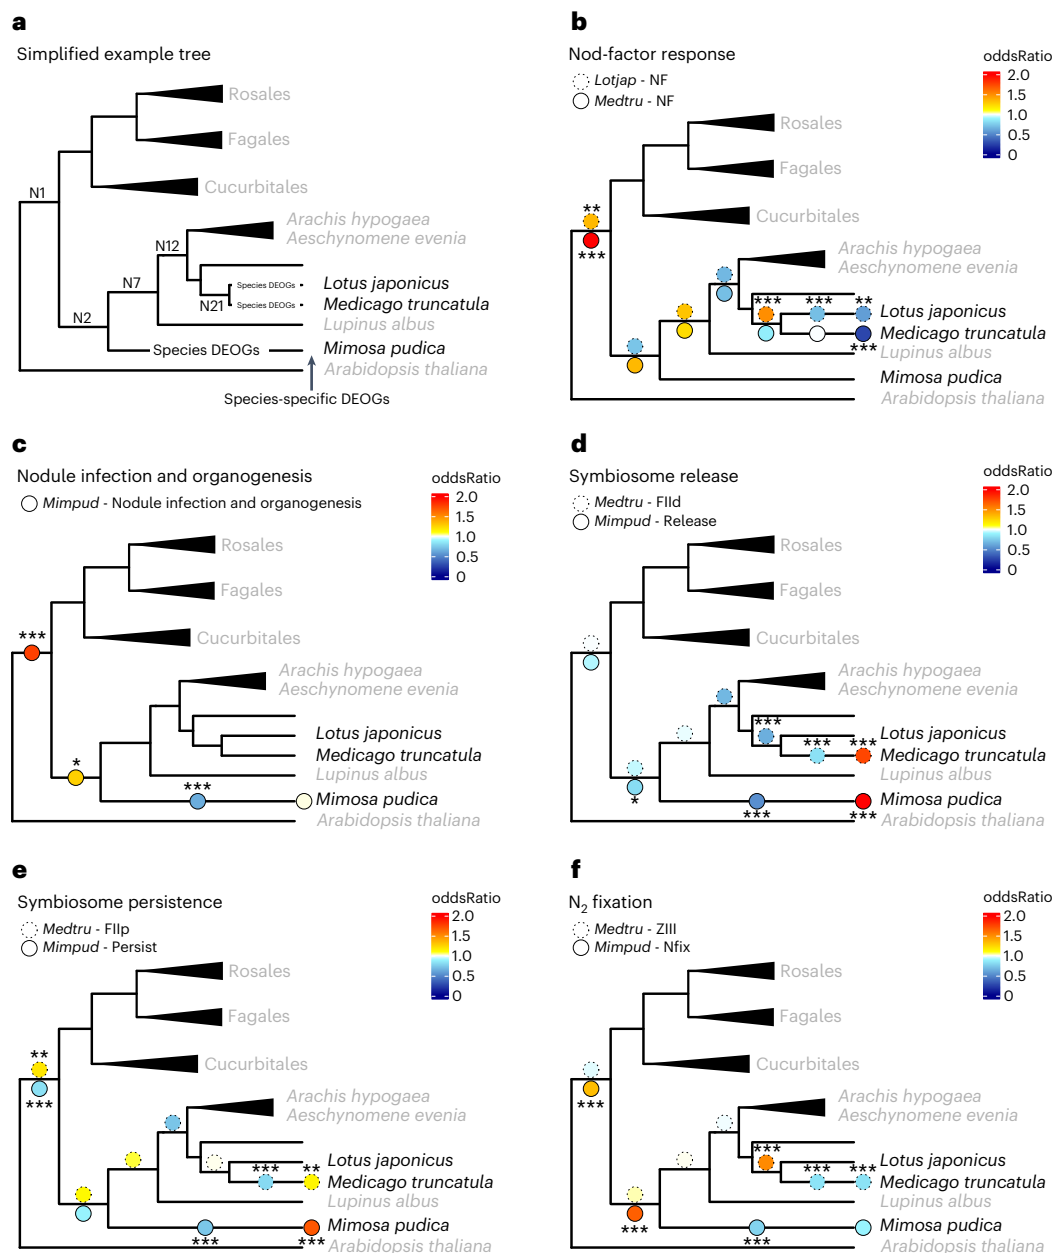 a
Simplified example tree
Rosales
Fagales
Cucurbitales
N1
Arachis hypogaea
Aeschynomene evenia
N12
N7
Species DEOGs
Lotus japonicus
N21
Species DEOGs
Medicago truncatula
N2
Lupinus albus
Species DEOGs
Mimosa pudica
Arabidopsis thaliana
Species-specific DEOGs
b
Nod-factor response
Lotjap - NF
Medtru - NF
oddsRatio
2.0
1.5
1.0
0.5
0
Rosales
Fagales
Cucurbitales
**
***
Arachis hypogaea
Aeschynomene evenia
*** *** **
Lotus japonicus
Medicago truncatula
***
Lupinus albus
Mimosa pudica
Arabidopsis thaliana
c
Nodule infection and organogenesis
Mimpud - Nodule infection and organogenesis
oddsRatio
2.0
1.5
1.0
0.5
0
Rosales
Fagales
Cucurbitales
***
Arachis hypogaea
Aeschynomene evenia
Lotus japonicus
Medicago truncatula
*
Lupinus albus
***
Mimosa pudica
Arabidopsis thaliana
d
Symbiosome release
Medtru - FIId
Mimpud - Release
oddsRatio
2.0
1.5
1.0
0.5
0
Rosales
Fagales
Cucurbitales
Arachis hypogaea
Aeschynomene evenia
***
Lotus japonicus
*** ***
Medicago truncatula
Lupinus albus
*
Mimosa pudica
*** ***
Arabidopsis thaliana
e
Symbiosome persistence
Medtru - FIIp
Mimpud - Persist
oddsRatio
2.0
1.5
1.0
0.5
0
Rosales
Fagales
Cucurbitales
**
***
Arachis hypogaea
Aeschynomene evenia
Lotus japonicus
*** **
Medicago truncatula
Lupinus albus
Mimosa pudica
*** ***
Arabidopsis thaliana
f
N2 fixation
Medtru - ZIII
Mimpud - Nfix
oddsRatio
2.0
1.5
1.0
0.5
0
Rosales
Fagales
Cucurbitales
***
Arachis hypogaea
Aeschynomene evenia
***
Lotus japonicus
*** ***
Medicago truncatula
Lupinus albus
Mimosa pudica
*** ***
Arabidopsis thaliana